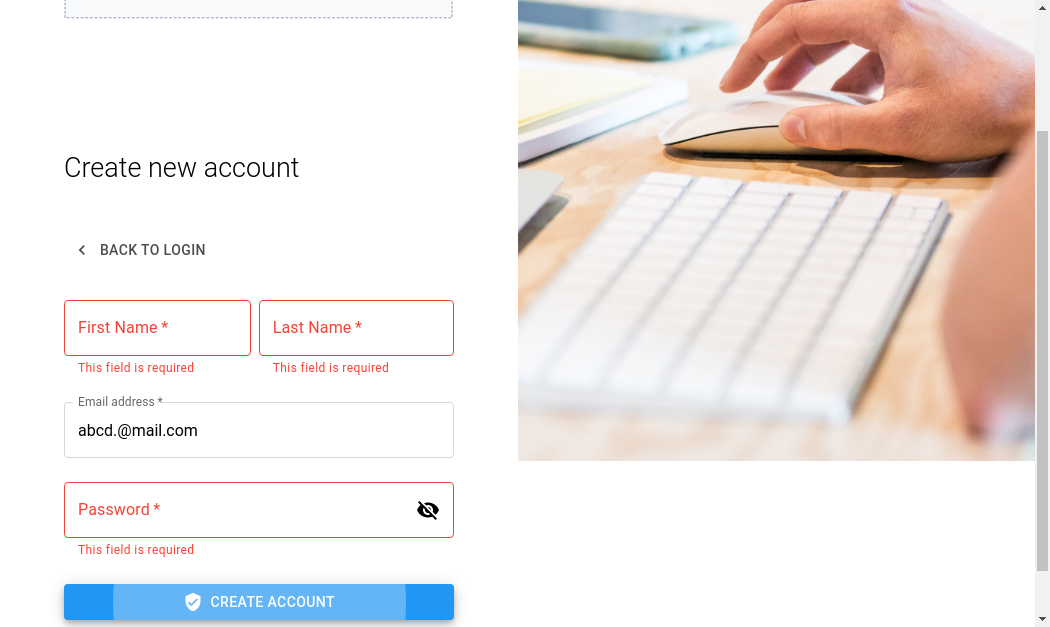 Create new account
BACK TO LOGIN
First Name *
Last Name *
This field is required
This field is required
Email address *
abcd.@mail.com
Password *
This field is required
CREATE ACCOUNT